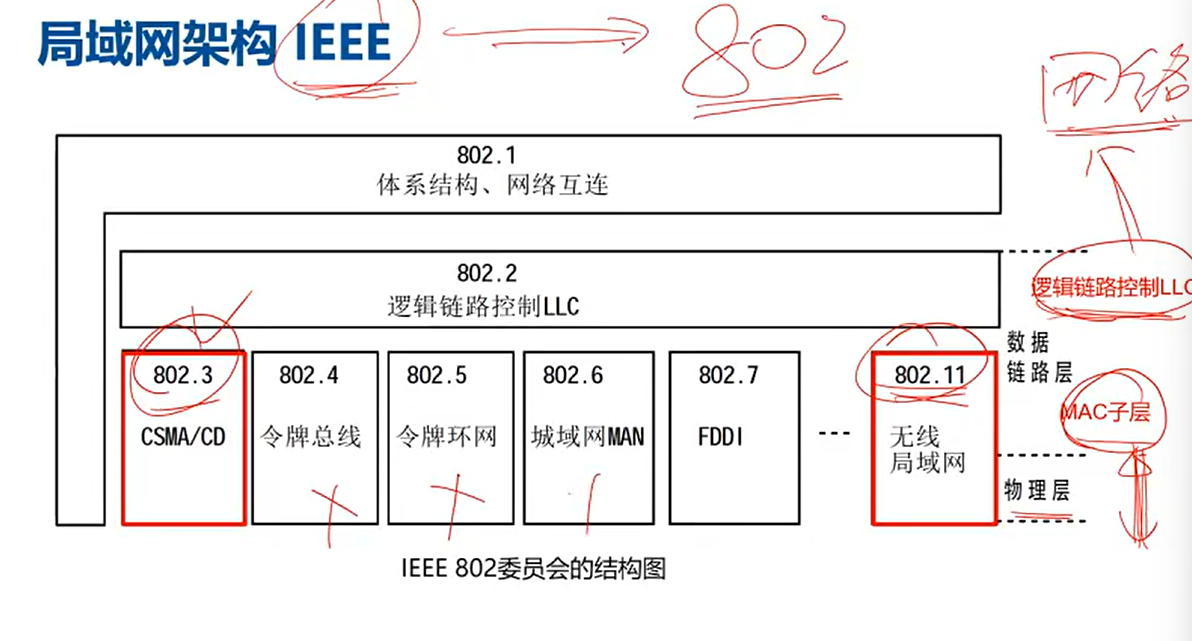 局域网架构 IEEE
802
网络
802.1
体系结构、网络互连
802.2
逻辑链路控制LLC
逻辑链路控制LLC
数据
链路层
802.3
CSMA/CD
802.4
令牌总线
802.5
令牌环网
802.6
城域网MAN
802.7
FDDI
...
802.11
无线
局域网
MAC子层
物理层
IEEE 802委员会的结构图